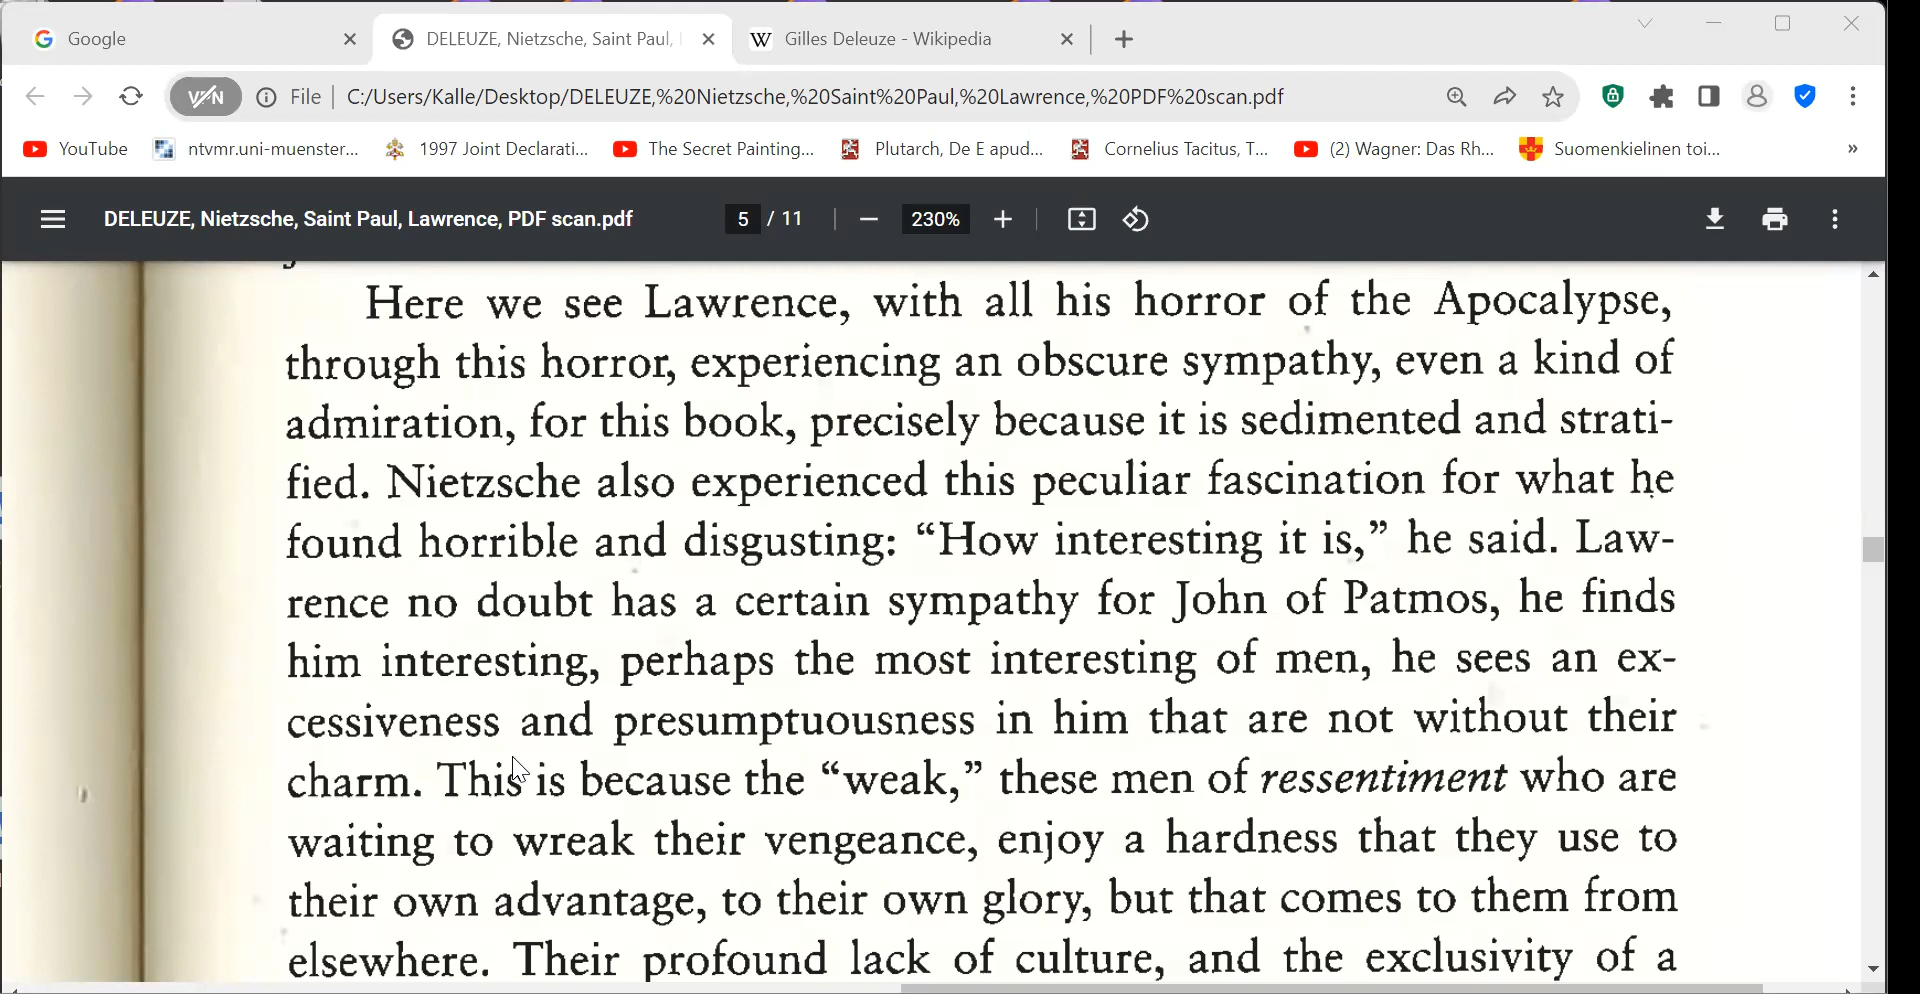 Google
DELEUZE, Nietzsche, Saint Paul,
W Gilles Deleuze - Wikipedia
VPN
File
C:/Users/Kalle/Desktop/DELEUZE,%20Nietzsche,%20Saint%20Paul,%20Lawrence,%20PDF%20scan.pdf
YouTube
ntvmr.uni-muenster...
1997 Joint Declarati...
The Secret Painting...
Plutarch, De E apud...
Cornelius Tacitus, T...
(2) Wagner: Das Rh...
Suomenkielinen toi...
»
DELEUZE, Nietzsche, Saint Paul, Lawrence, PDF scan.pdf
5 / 11
230%
Here we see Lawrence, with all his horror of the Apocalypse,
through this horror, experiencing an obscure sympathy, even a kind of
admiration, for this book, precisely because it is sedimented and strati-
fied. Nietzsche also experienced this peculiar fascination for what he
found horrible and disgusting: “How interesting it is,” he said. Law-
rence no doubt has a certain sympathy for John of Patmos, he finds
him interesting, perhaps the most interesting of men, he sees an ex-
cessiveness and presumptuousness in him that are not without their
charm. This is because the “weak,” these men of ressentiment who are
waiting to wreak their vengeance, enjoy a hardness that they use to
their own advantage, to their own glory, but that comes to them from
elsewhere. Their profound lack of culture, and the exclusivity of a